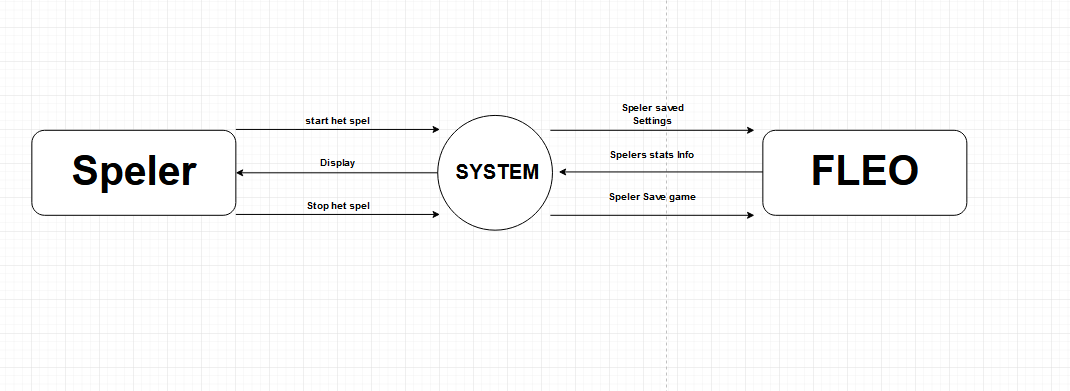 Speler saved
Settings
start het spel
Spelers stats Info
Display
Speler
SYSTEM
FLEO
Speler Save game
Stop het spel